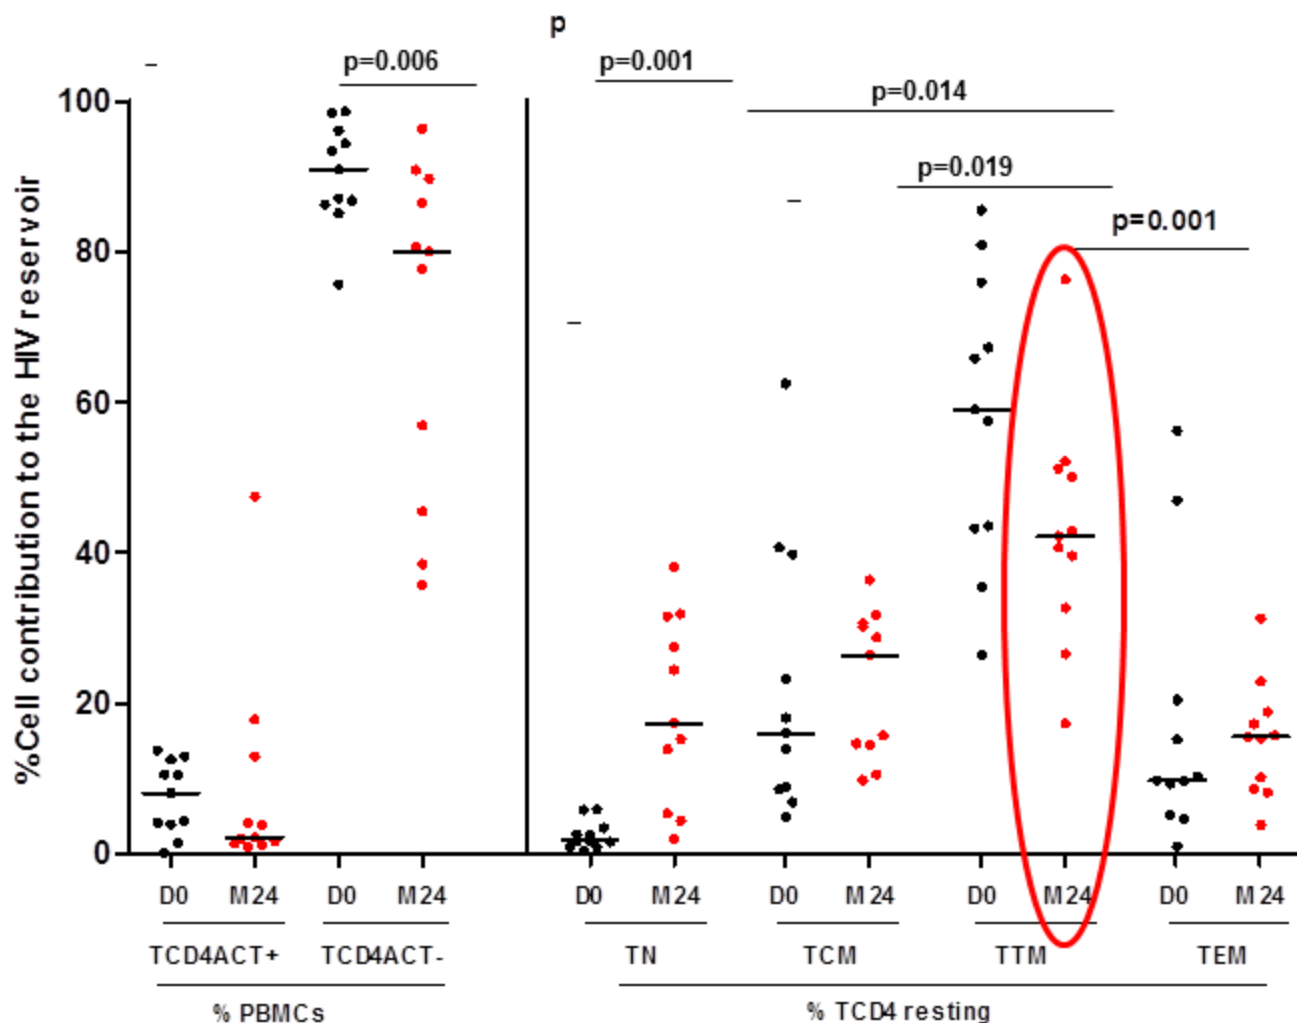 p
p=0.006
p=0.001
p=0.014
p=0.019
p=0.001
%Cell contribution to the HIV reservoir
100
80
60
40
20
0
D0 M24 D0 M24 D0 M24 D0 M24 D0 M24 D0 M24
TCD4ACT+ TCD4ACT- TN TCM TTM TEM
% PBMCs % TCD4 resting